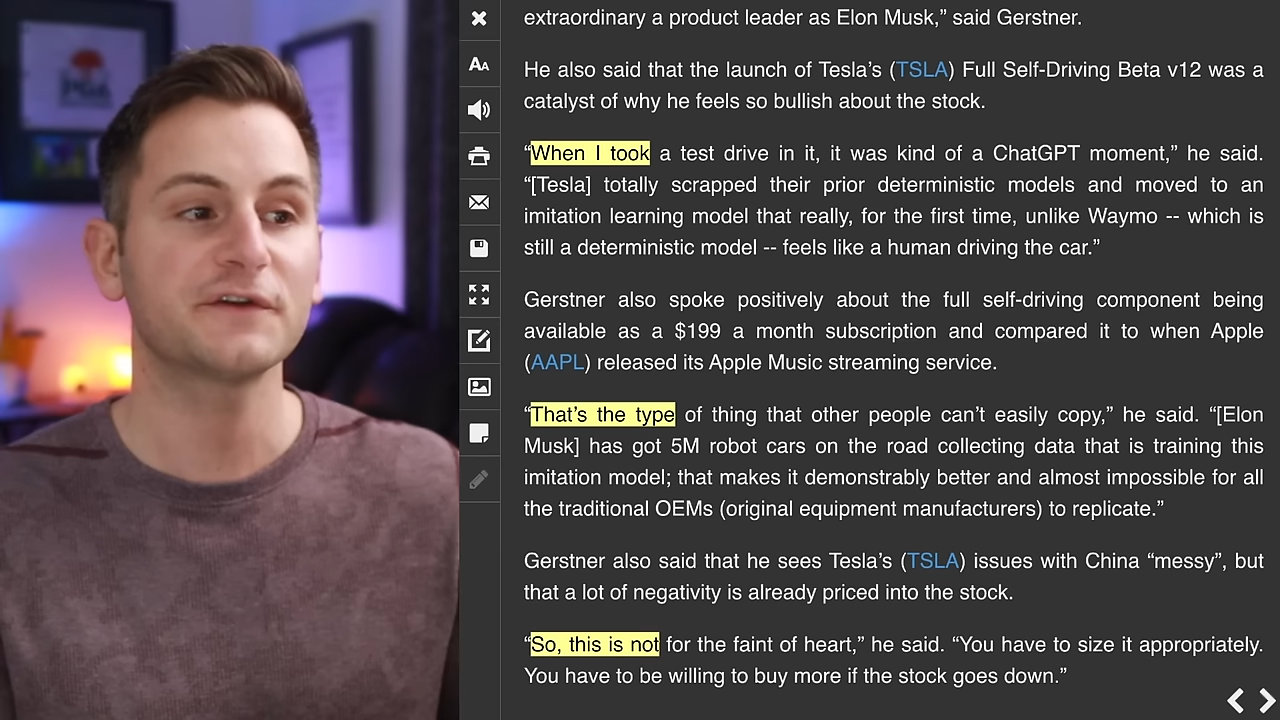 extraordinary a product leader as Elon Musk,” said Gerstner.
He also said that the launch of Tesla’s (TSLA) Full Self-Driving Beta v12 was a
catalyst of why he feels so bullish about the stock.
“When I took a test drive in it, it was kind of a ChatGPT moment,” he said.
“[Tesla] totally scrapped their prior deterministic models and moved to an
imitation learning model that really, for the first time, unlike Waymo -- which is
still a deterministic model -- feels like a human driving the car.”
Gerstner also spoke positively about the full self-driving component being
available as a $199 a month subscription and compared it to when Apple
(AAPL) released its Apple Music streaming service.
“That’s the type of thing that other people can’t easily copy,” he said. “[Elon
Musk] has got 5M robot cars on the road collecting data that is training this
imitation model; that makes it demonstrably better and almost impossible for all
the traditional OEMs (original equipment manufacturers) to replicate.”
Gerstner also said that he sees Tesla’s (TSLA) issues with China “messy”, but
that a lot of negativity is already priced into the stock.
“So, this is not for the faint of heart,” he said. “You have to size it appropriately.
You have to be willing to buy more if the stock goes down.”